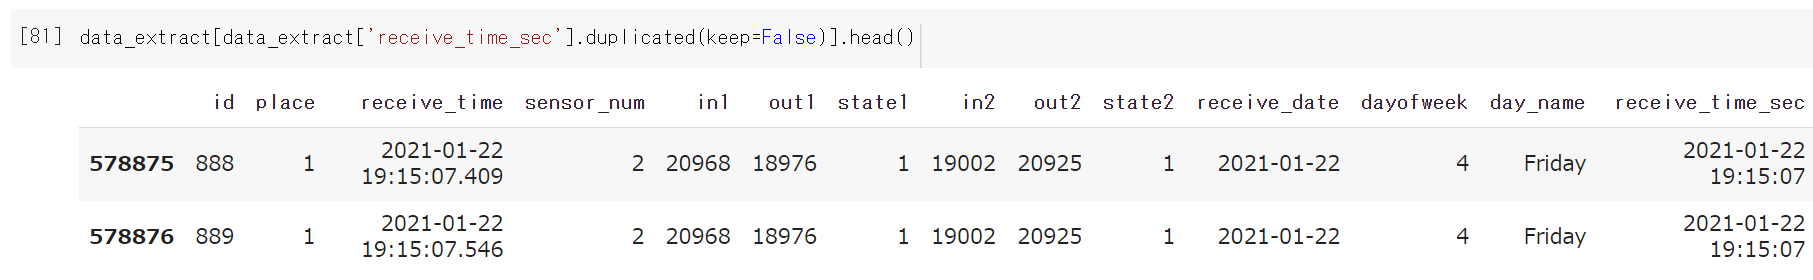 [81] data_extract[data_extract['receive_time_sec'].duplicated(keep=False)].head()
id place receive_time sensor_num in1 out1 state1 in2 out2 state2 receive_date dayofweek day_name receive_time_sec
578875 888 1 2021-01-22 19:15:07.409 2 20968 18976 1 19002 20925 1 2021-01-22 4 Friday 2021-01-22 19:15:07
578876 889 1 2021-01-22 19:15:07.546 2 20968 18976 1 19002 20925 1 2021-01-22 4 Friday 2021-01-22 19:15:07